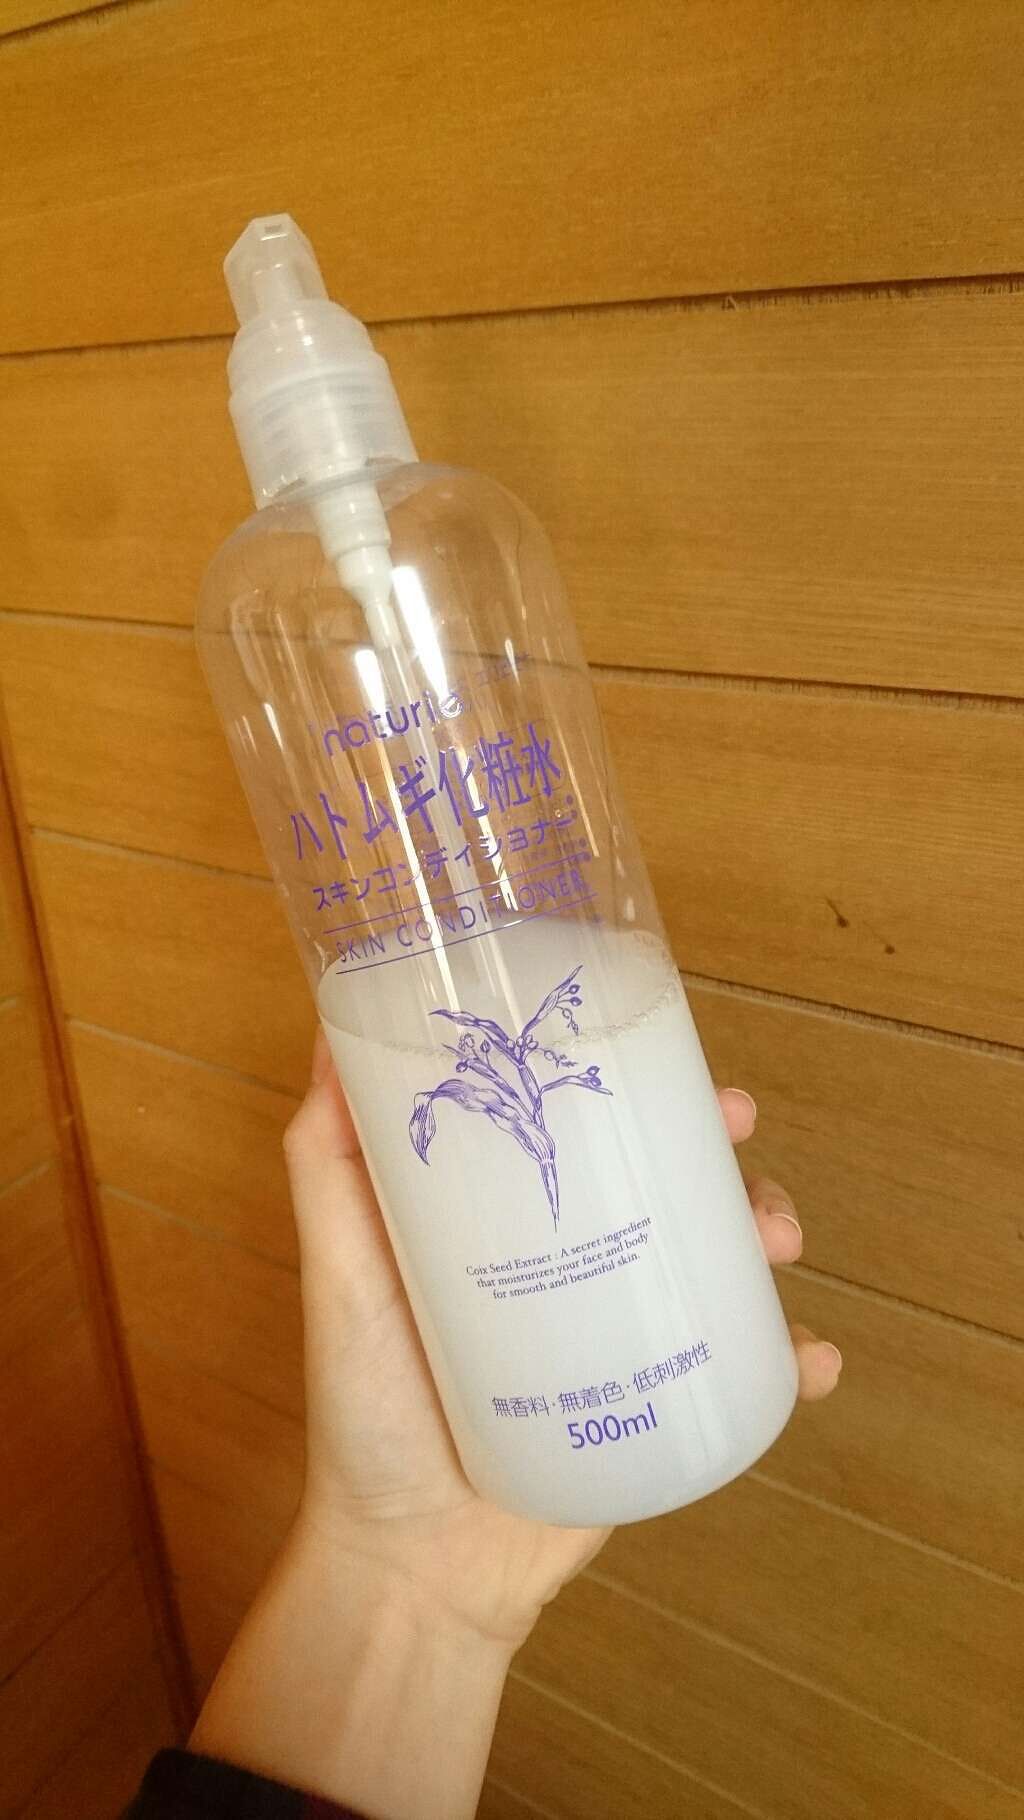 naturie
ハトムギ化粧水
スキンコンディショナー
SKIN CONDITIONER
Coix Seed Extract : A secret ingredient
that moisturizes your face and body
for smooth and beautiful skin.
無香料・無着色・低刺激性
500ml